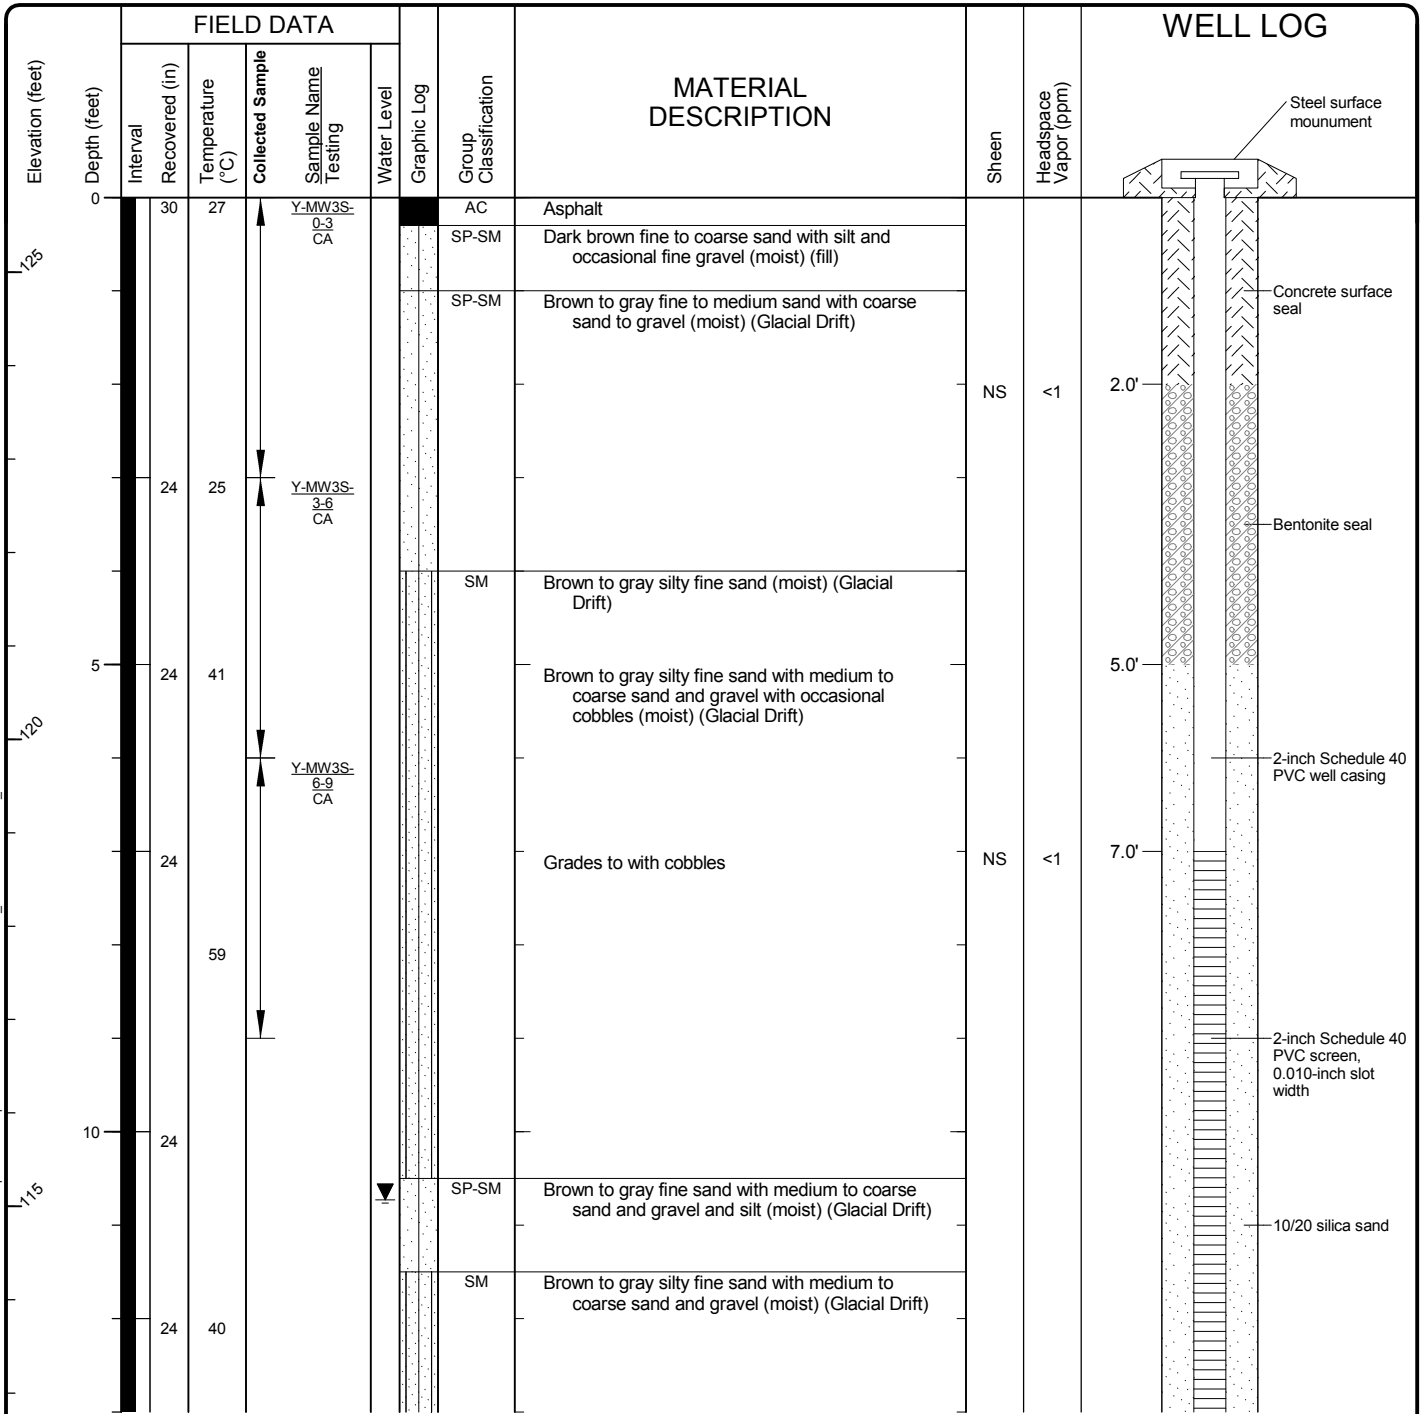 FIELD DATA
WELL LOG
Elevation (feet)
Depth (feet)
Interval
Recovered (in)
Temperature
(°C)
Collected Sample
Sample Name
Testing
Water Level
Graphic Log
Group
Classification
MATERIAL
DESCRIPTION
Sheen
Headspace
Vapor (ppm)
Steel surface
mounument
0
30
27
Y-MW3S-
0-3
CA
AC
Asphalt
SP-SM
Dark brown fine to coarse sand with silt and
occasional fine gravel (moist) (fill)
125
SP-SM
Brown to gray fine to medium sand with coarse
sand to gravel (moist) (Glacial Drift)
Concrete surface
seal
NS
<1
2.0'
24
25
Y-MW3S-
3-6
CA
Bentonite seal
SM
Brown to gray silty fine sand (moist) (Glacial
Drift)
5
24
41
Brown to gray silty fine sand with medium to
coarse sand and gravel with occasional
cobbles (moist) (Glacial Drift)
5.0'
120
Y-MW3S-
6-9
CA
2-inch Schedule 40
PVC well casing
24
Grades to with cobbles
NS
<1
7.0'
59
2-inch Schedule 40
PVC screen,
0.010-inch slot
width
10
24
115
SP-SM
Brown to gray fine sand with medium to coarse
sand and gravel and silt (moist) (Glacial Drift)
10/20 silica sand
SM
Brown to gray silty fine sand with medium to
coarse sand and gravel (moist) (Glacial Drift)
24
40